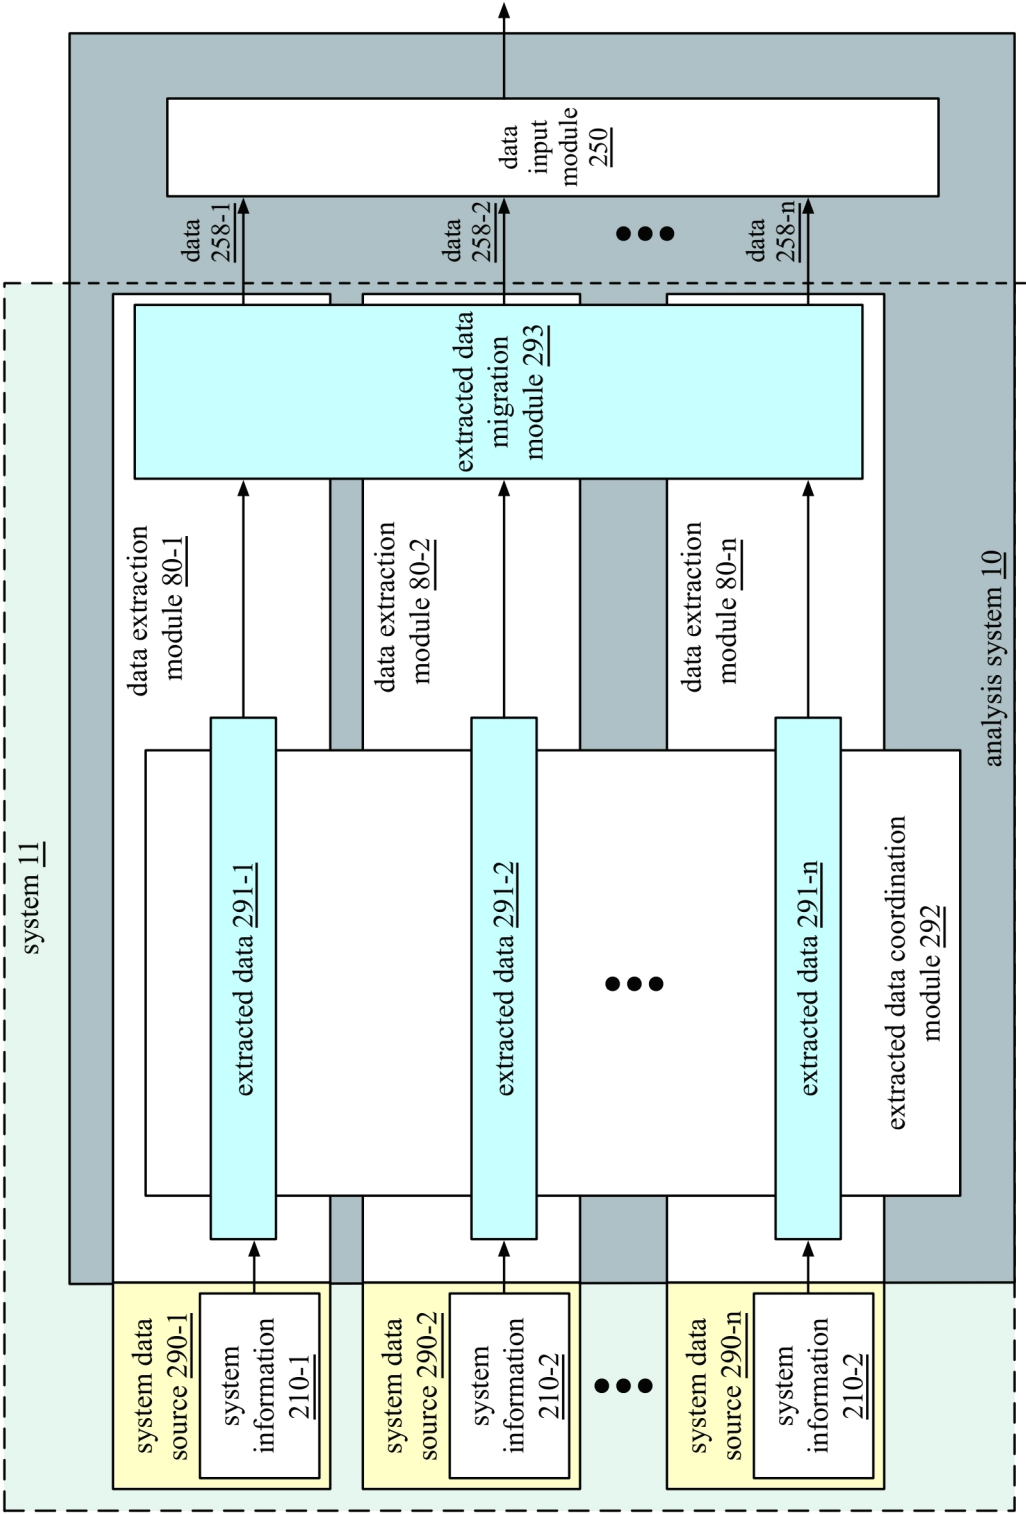 system 11
system data
source 290-1
system
information
210-1
extracted data 291-1
data extraction
module 80-1
data
258-1
system data
source 290-2
system
information
210-2
extracted data 291-2
data extraction
module 80-2
extracted data
migration
module 293
data
258-2
data
input
module
250
system data
source 290-n
system
information
210-2
extracted data 291-n
data extraction
module 80-n
data
258-n
extracted data coordination
module 292
analysis system 10